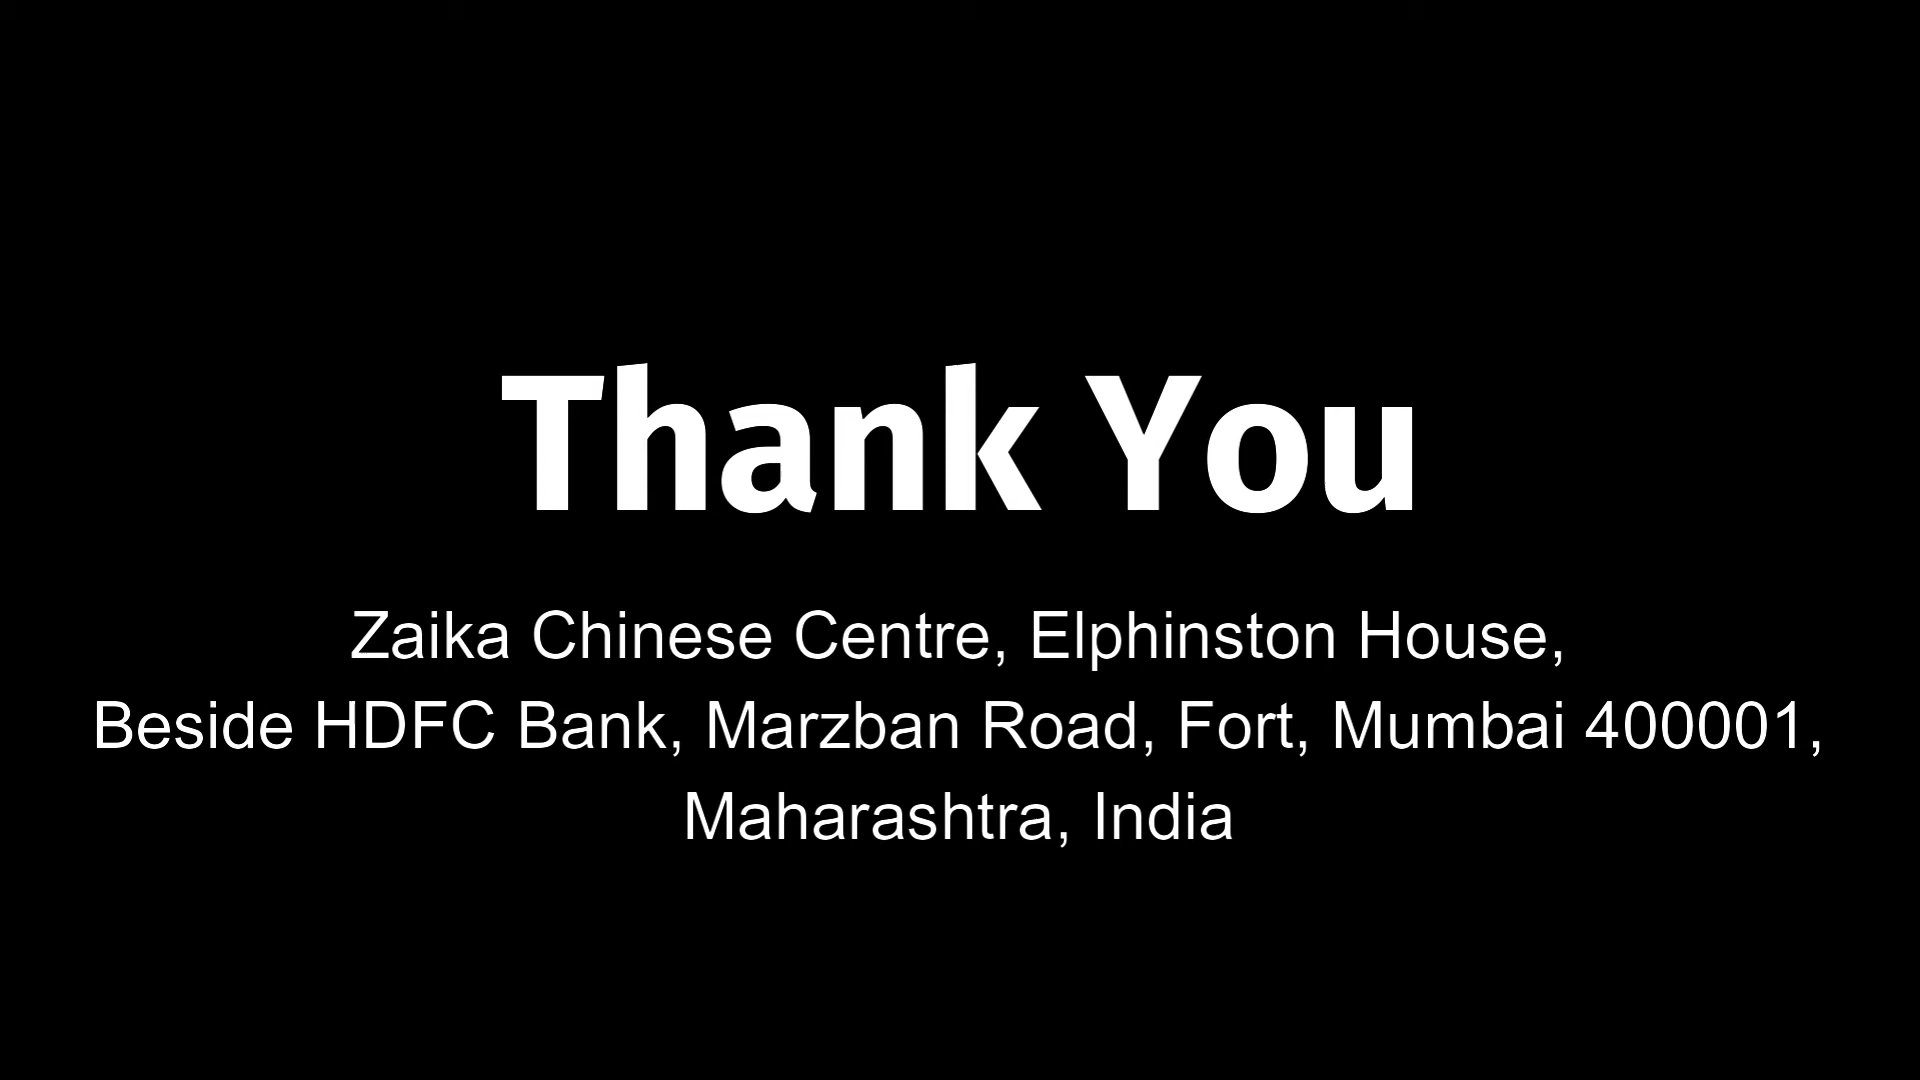 Thank You
Zaika Chinese Centre, Elphinston House,
Beside HDFC Bank, Marzban Road, Fort, Mumbai 400001,
Maharashtra, India